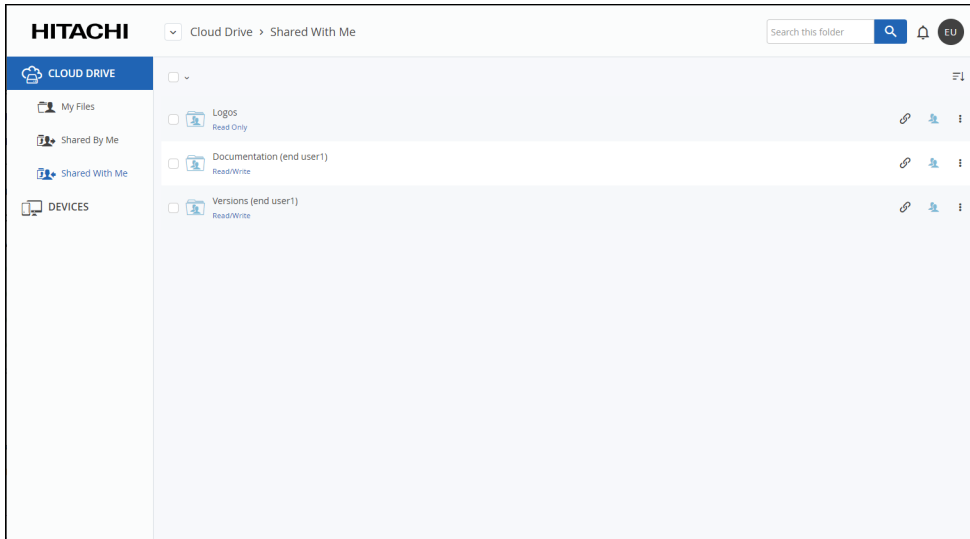 HITACHI
Cloud Drive > Shared With Me
Search this folder
EU
CLOUD DRIVE
My Files
Shared By Me
Shared With Me
DEVICES
Logos
Read Only
Documentation (end user1)
Read/Write
Versions (end user1)
Read/Write